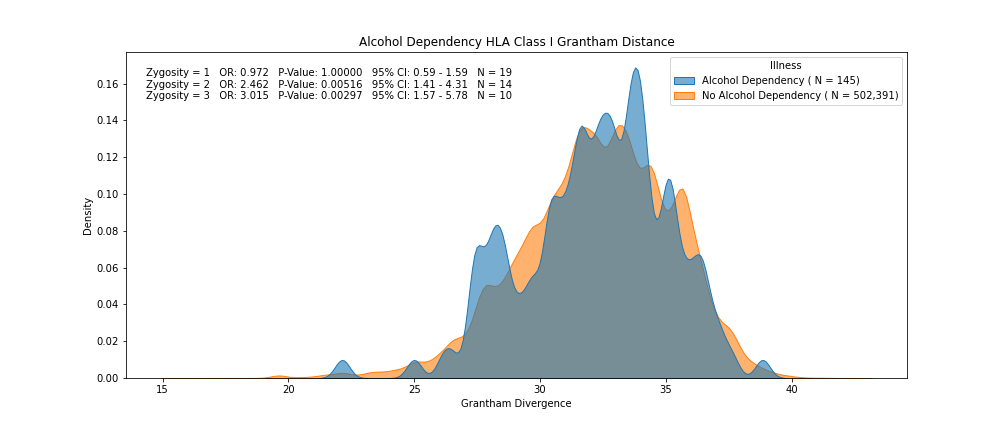 Alcohol Dependency HLA Class I Grantham Distance
Zygosity = 1 OR: 0.972 P-Value: 1.00000 95% CI: 0.59 - 1.59 N = 19
Zygosity = 2 OR: 2.462 P-Value: 0.00516 95% CI: 1.41 - 4.31 N = 14
Zygosity = 3 OR: 3.015 P-Value: 0.00297 95% CI: 1.57 - 5.78 N = 10
Illness
Alcohol Dependency ( N = 145)
No Alcohol Dependency ( N = 502,391)
Density
0.16
0.14
0.12
0.10
0.08
0.06
0.04
0.02
0.00
15 20 25 30 35 40
Grantham Divergence